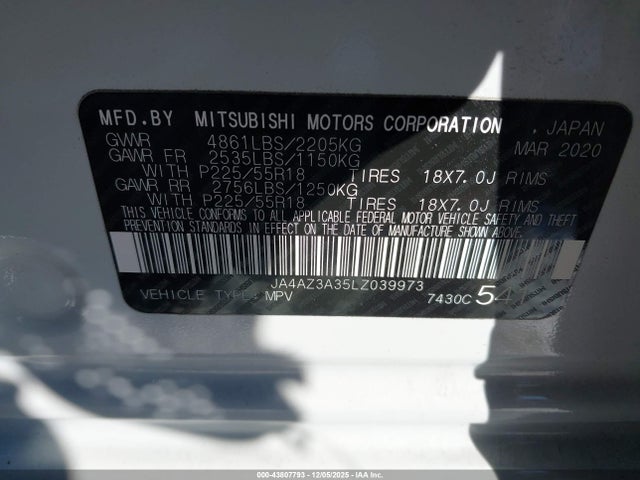 MFD.BY MITSUBISHI MOTORS CORPORATION , JAPAN
GWVR 4861LBS/2205KG MAR 2020
GAWR FR 2535LBS/1150KG
WITH P225/55R18 TIRES 18X7.0J RIMS
GAWR RR 2756LBS/1250KG
WITH P225/55R18 TIRES 18X7.0J RIMS
THIS VEHICLE CONFORMS TO ALL APPLICABLE FEDERAL MOTOR VEHICLE SAFETY AND THEFT
PREVENTION STANDARDS IN EFFECT ON THE DATE OF MANUFACTURE SHOWN ABOVE.
JA4AZ3A35LZ039973
VEHICLE TYPE: MPV 7430C 54
000-43807793 - 12/05/2025 - IAA Inc.